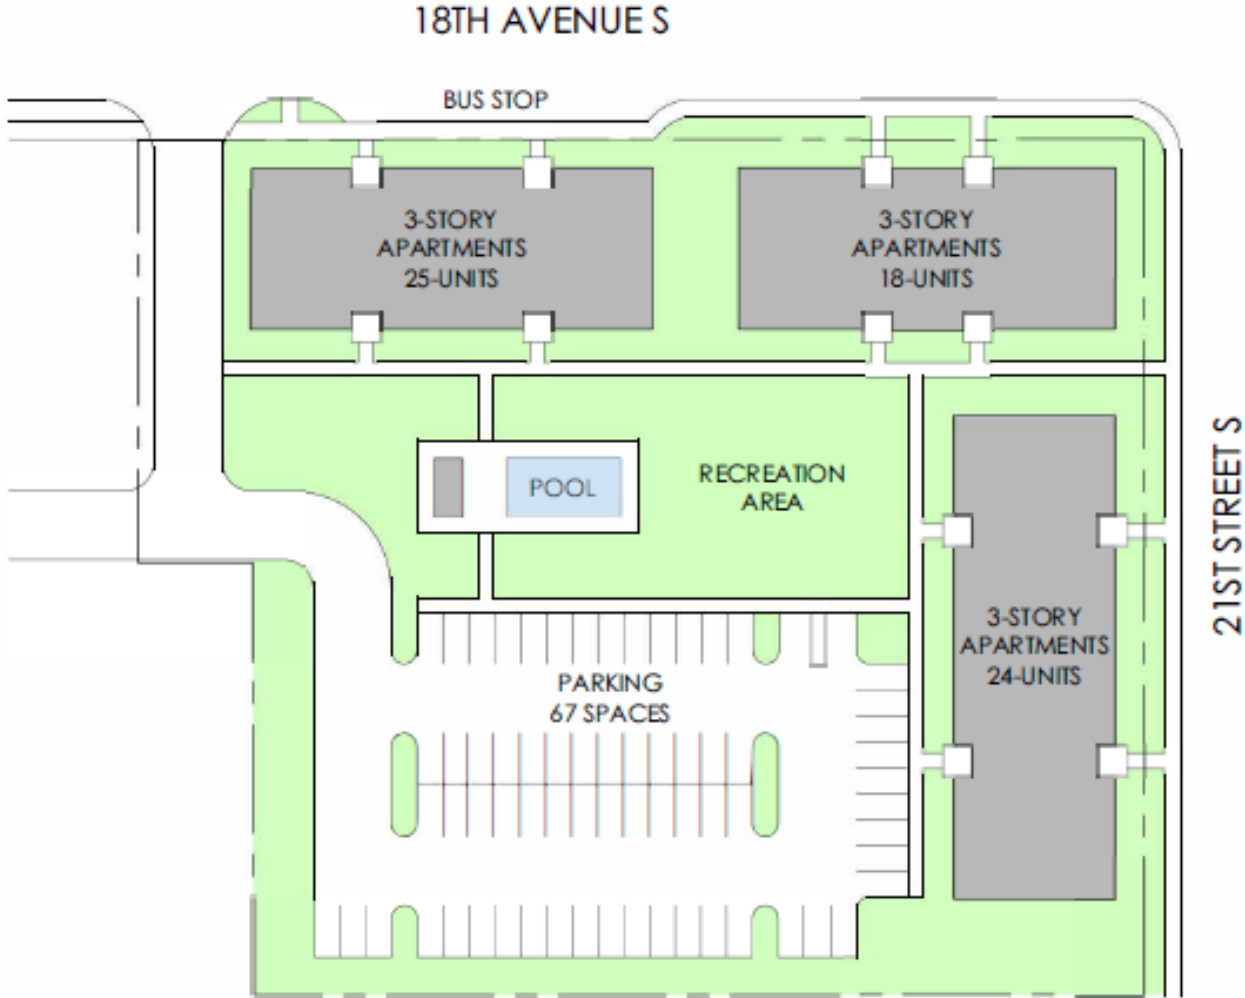 18TH AVENUE S
BUS STOP
3-STORY
APARTMENTS
25-UNITS
3-STORY
APARTMENTS
18-UNITS
POOL
RECREATION
AREA
21ST STREET S
3-STORY
APARTMENTS
24-UNITS
PARKING
67 SPACES